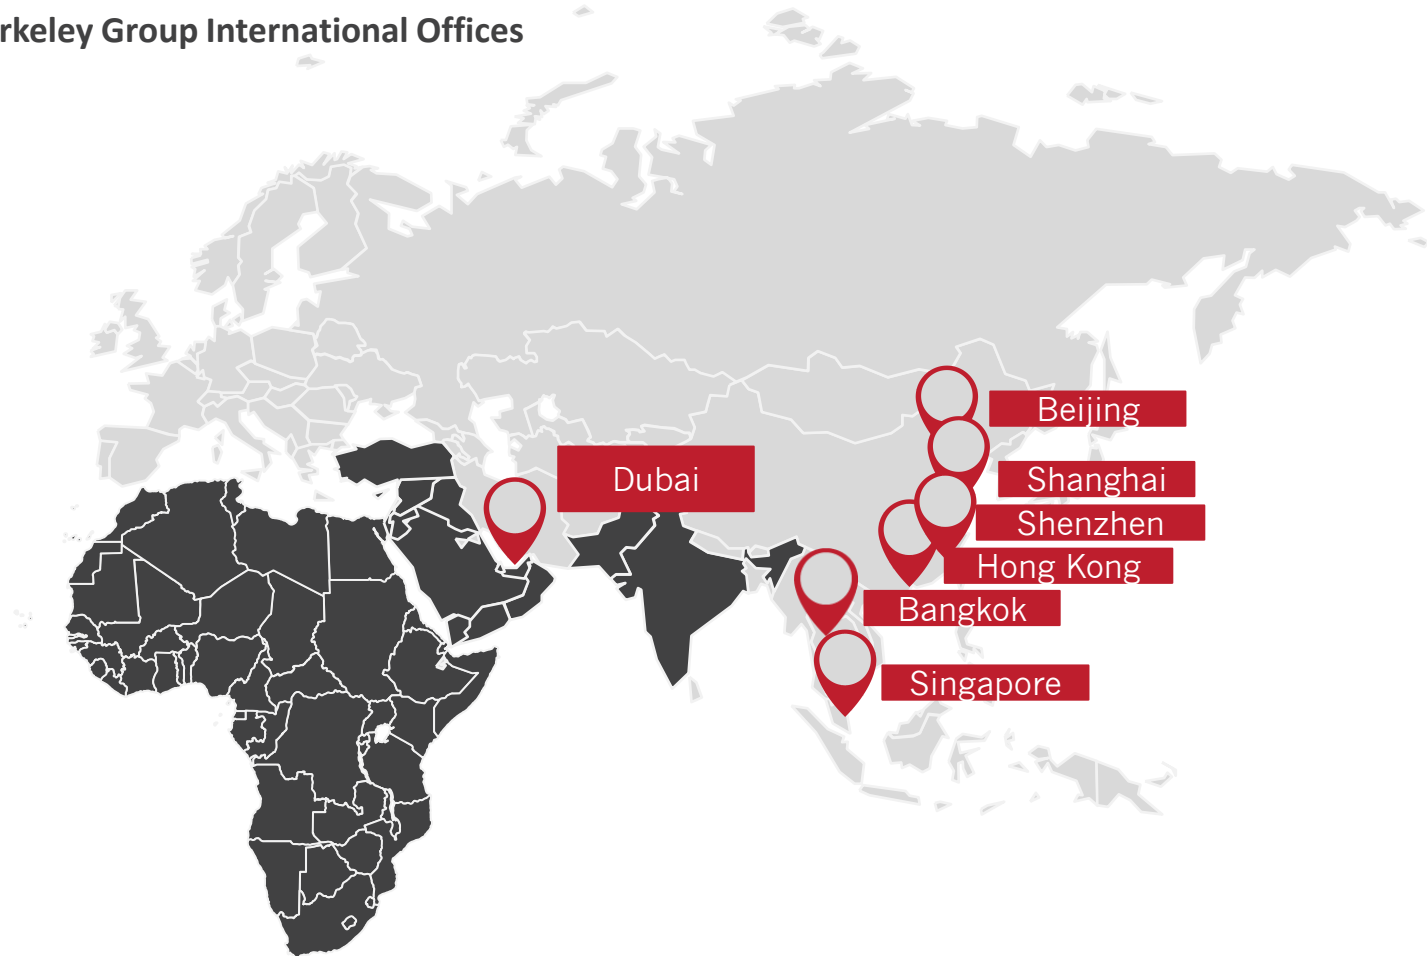 rkeley Group International Offices
Beijing
Dubai
Shanghai
Shenzhen
Hong Kong
Bangkok
Singapore